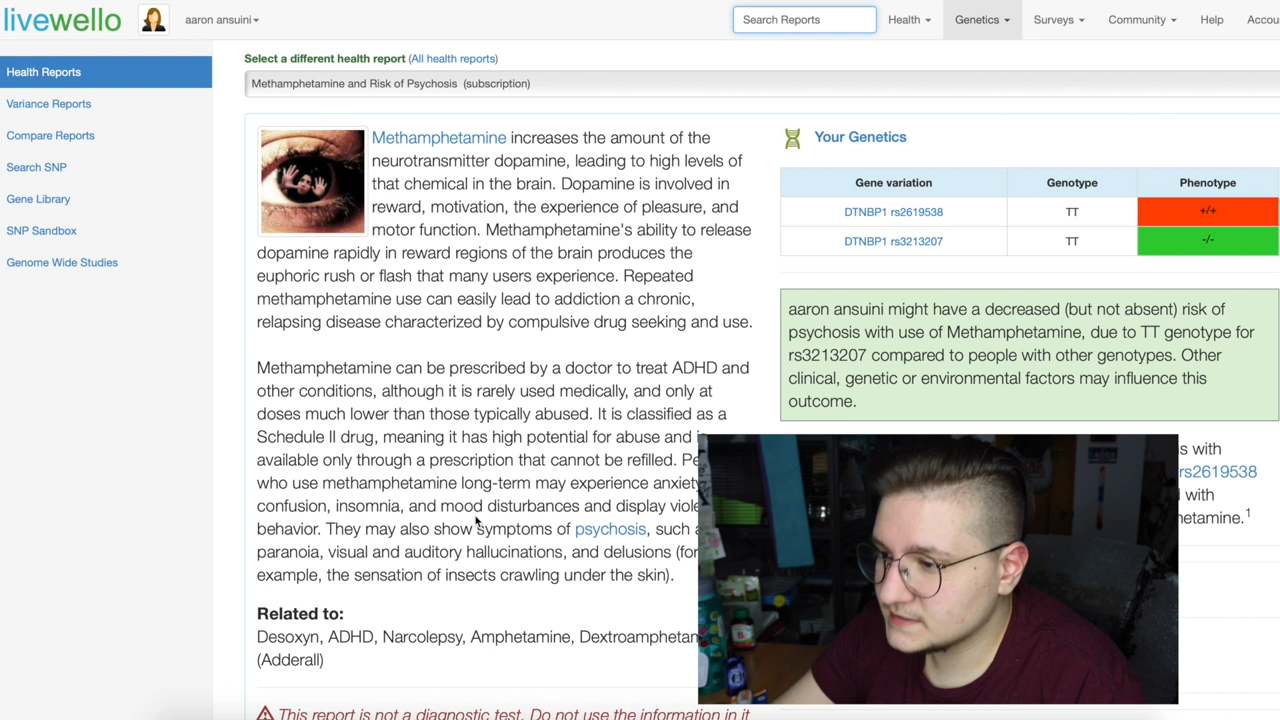 livewello
aaron ansuini
Search Reports
Health
Genetics
Surveys
Community
Help
Accou
Health Reports
Variance Reports
Compare Reports
Search SNP
Gene Library
SNP Sandbox
Genome Wide Studies
Select a different health report (All health reports)
Methamphetamine and Risk of Psychosis (subscription)
Methamphetamine increases the amount of the
neurotransmitter dopamine, leading to high levels of
that chemical in the brain. Dopamine is involved in
reward, motivation, the experience of pleasure, and
motor function. Methamphetamine's ability to release
dopamine rapidly in reward regions of the brain produces the
euphoric rush or flash that many users experience. Repeated
methamphetamine use can easily lead to addiction a chronic,
relapsing disease characterized by compulsive drug seeking and use.
Methamphetamine can be prescribed by a doctor to treat ADHD and
other conditions, although it is rarely used medically, and only at
doses much lower than those typically abused. It is classified as a
Schedule II drug, meaning it has high potential for abuse and i
available only through a prescription that cannot be refilled. Pe
who use methamphetamine long-term may experience anxiety
confusion, insomnia, and mood disturbances and display viole
behavior. They may also show symptoms of psychosis, such a
paranoia, visual and auditory hallucinations, and delusions (for
example, the sensation of insects crawling under the skin).
Related to:
Desoxyn, ADHD, Narcolepsy, Amphetamine, Dextroamphetam
(Adderall)
This report is not a diagnostic test. Do not use the information in it
Your Genetics
Gene variation Genotype Phenotype
DTNBP1 rs2619538 TT +/+
DTNBP1 rs3213207 TT -/-
aaron ansuini might have a decreased (but not absent) risk of
psychosis with use of Methamphetamine, due to TT genotype for
rs3213207 compared to people with other genotypes. Other
clinical, genetic or environmental factors may influence this
outcome.
s with
rs2619538
with
netamine.1